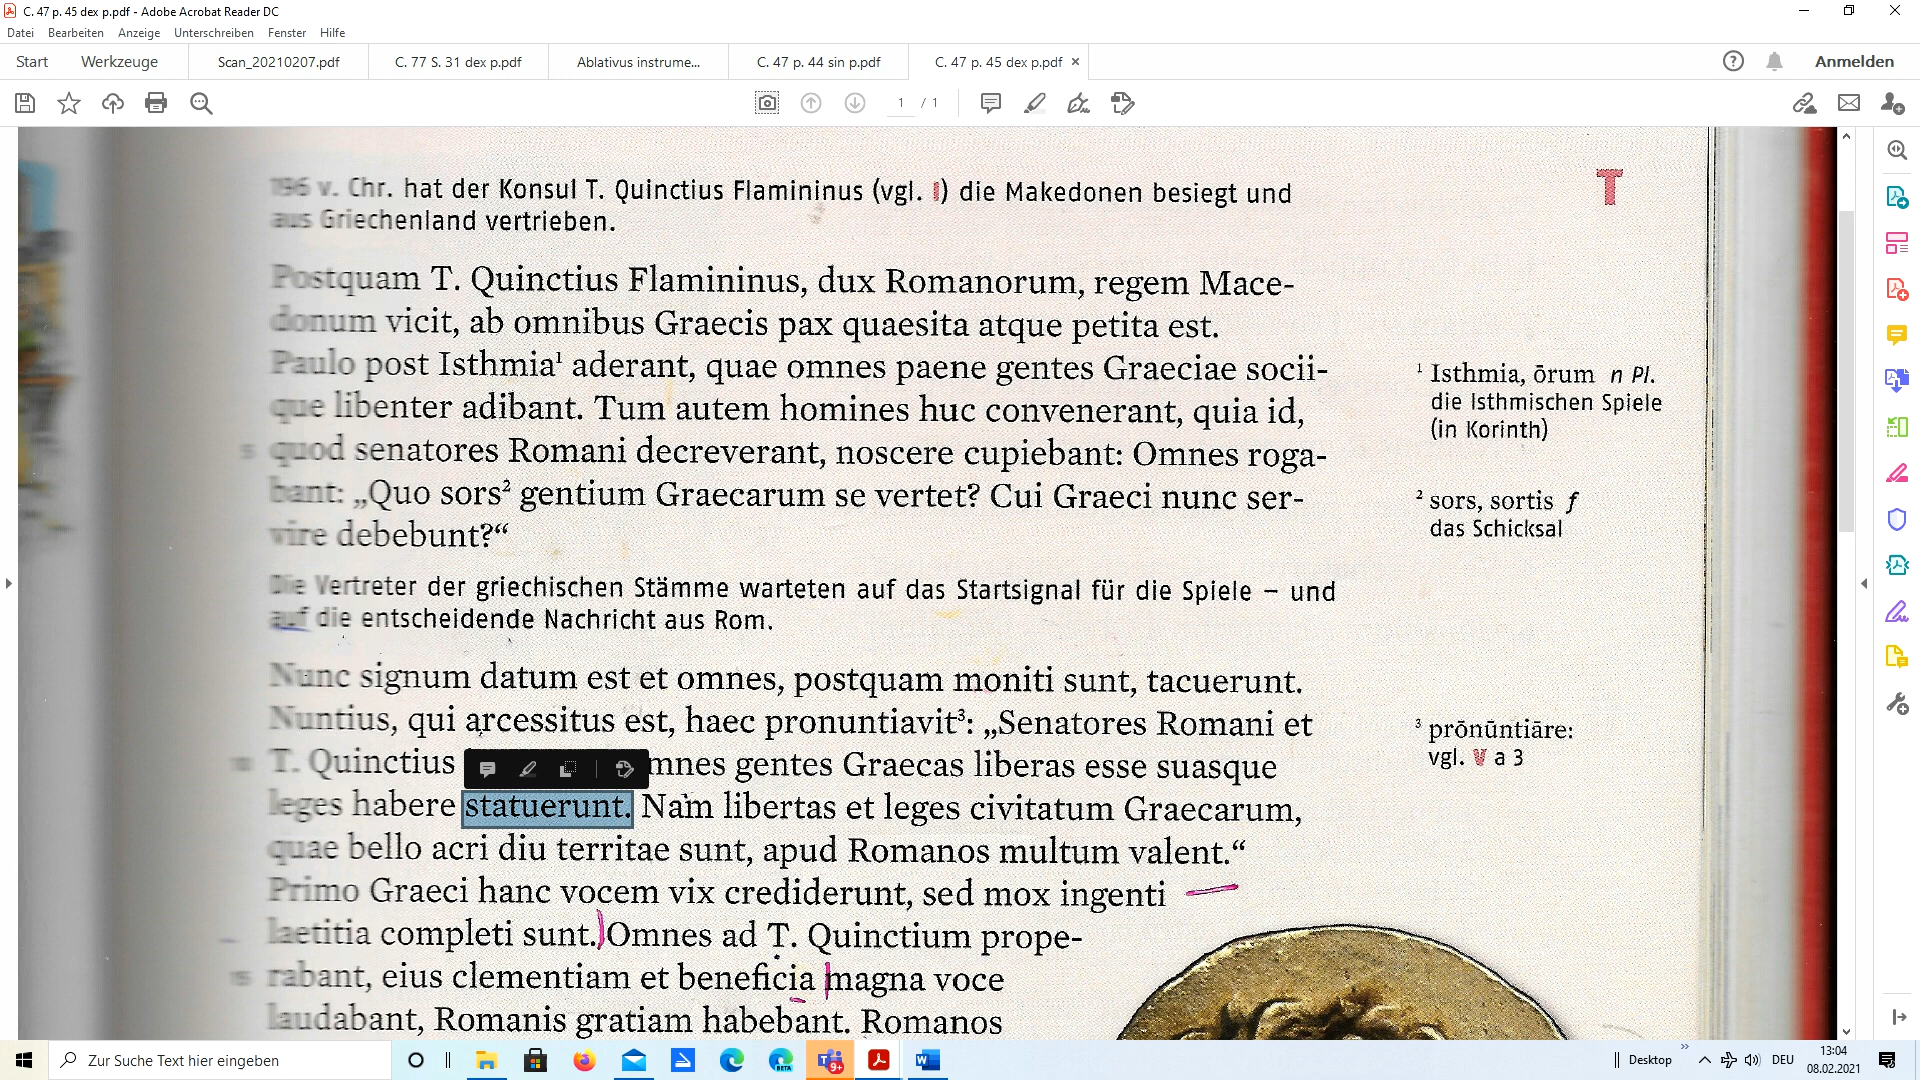 C. 47 p. 45 dex p.pdf - Adobe Acrobat Reader DC
Datei Bearbeiten Anzeige Unterschreiben Fenster Hilfe
Start Werkzeuge Scan_20210207.pdf C. 77 S. 31 dex p.pdf Ablativus instrume... C. 47 p. 44 sin p.pdf C. 47 p. 45 dex p.pdf × Anmelden
1 / 1
196 v. Chr. hat der Konsul T. Quinctius Flamininus (vgl. I) die Makedonen besiegt und
aus Griechenland vertrieben.
T
Postquam T. Quinctius Flamininus, dux Romanorum, regem Mace-
donum vicit, ab omnibus Graecis pax quaesita atque petita est.
Paulo post Isthmia¹ aderant, quae omnes paene gentes Graeciae socii-
que libenter adibant. Tum autem homines huc convenerant, quia id,
5 quod senatores Romani decreverant, noscere cupiebant: Omnes roga-
bant: „Quo sors² gentium Graecarum se vertet? Cui Graeci nunc ser-
vire debebunt?“
¹ Isthmia, ōrum n Pl.
die Isthmischen Spiele
(in Korinth)
² sors, sortis f
das Schicksal
Die Vertreter der griechischen Stämme warteten auf das Startsignal für die Spiele – und
auf die entscheidende Nachricht aus Rom.
Nunc signum datum est et omnes, postquam moniti sunt, tacuerunt.
Nuntius, qui arcessitus est, haec pronuntiavit³: „Senatores Romani et
10 T. Quinctius mnes gentes Graecas liberas esse suasque
leges habere statuerunt. Nam libertas et leges civitatum Graecarum,
quae bello acri diu territae sunt, apud Romanos multum valent.“
Primo Graeci hanc vocem vix crediderunt, sed mox ingenti
laetitia completi sunt. Omnes ad T. Quinctium prope-
15 rabant, eius clementiam et beneficia magna voce
laudabant, Romanis gratiam habebant. Romanos
³ prōnūntiāre:
vgl. V a 3
Zur Suche Text hier eingeben
BETA
9+
Desktop
»
DEU
13:04
08.02.2021